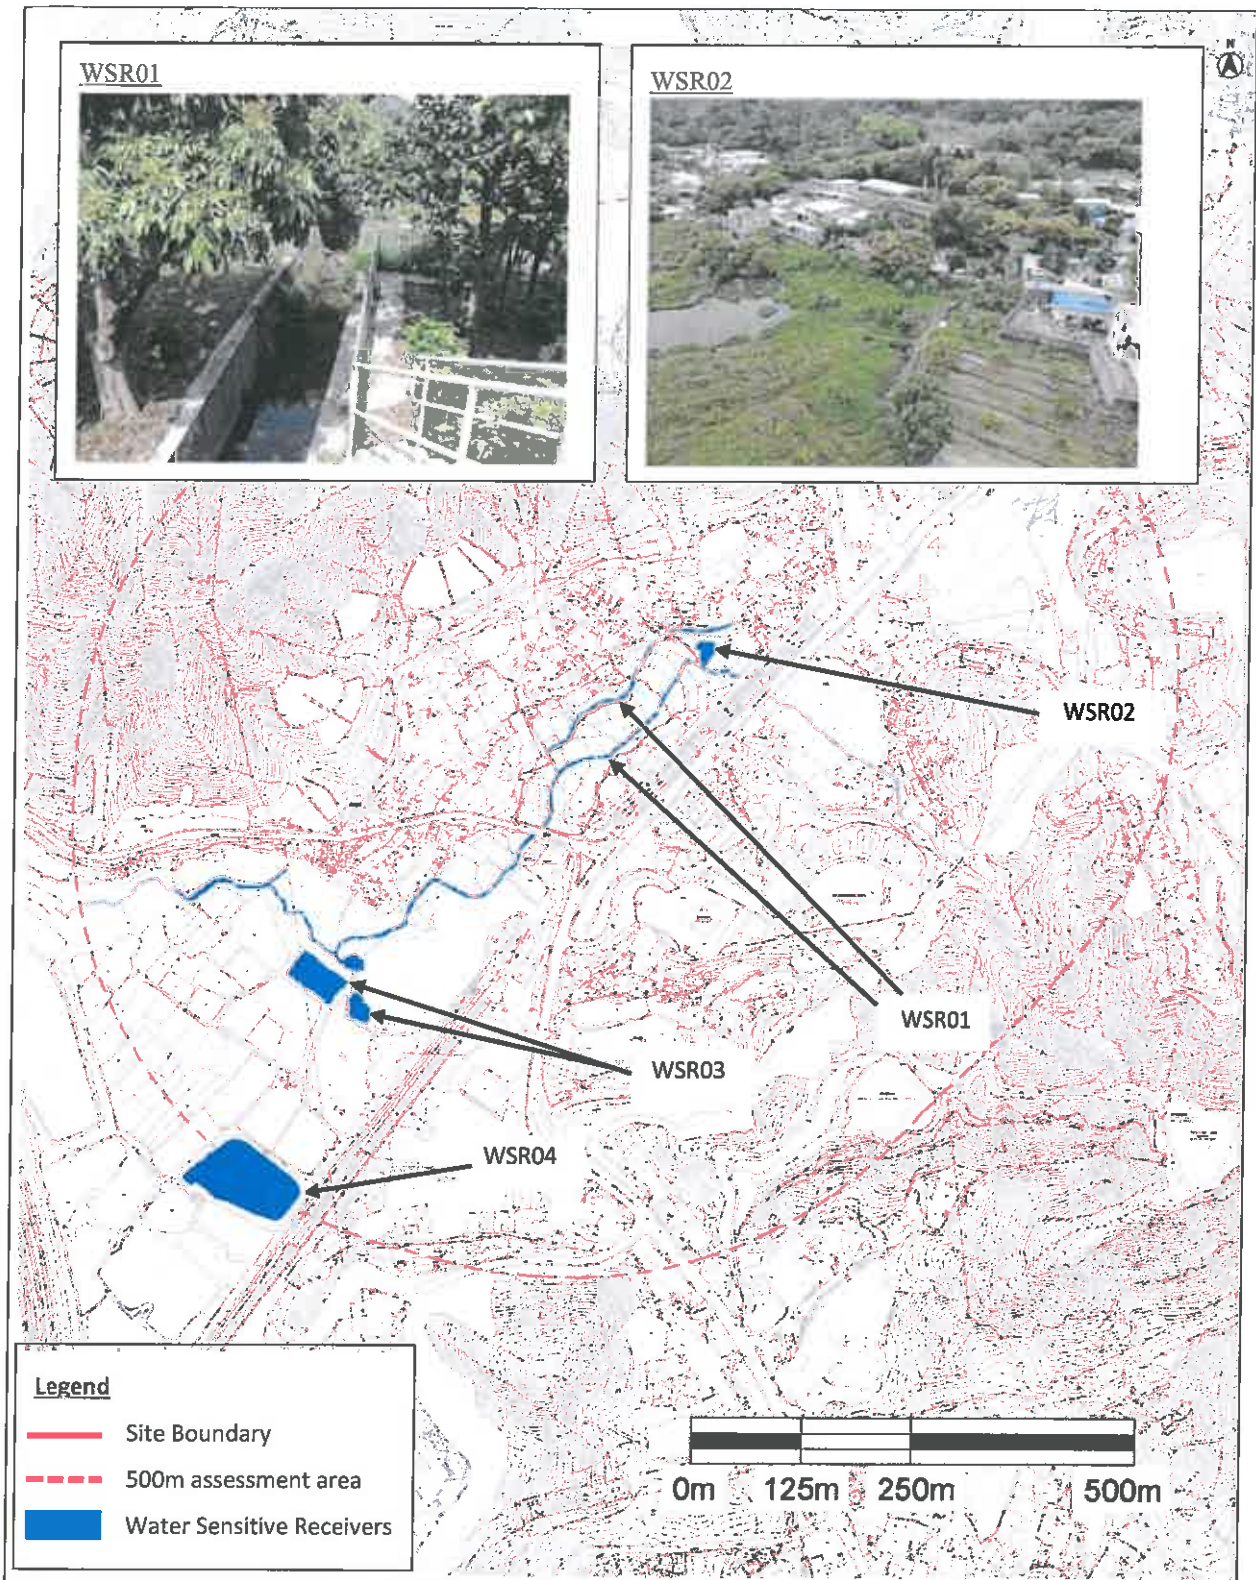 N
WSR01
WSR02
WSR02
WSR01
WSR03
WSR04
Legend
Site Boundary
500m assessment area
Water Sensitive Receivers
0m 125m 250m 500m